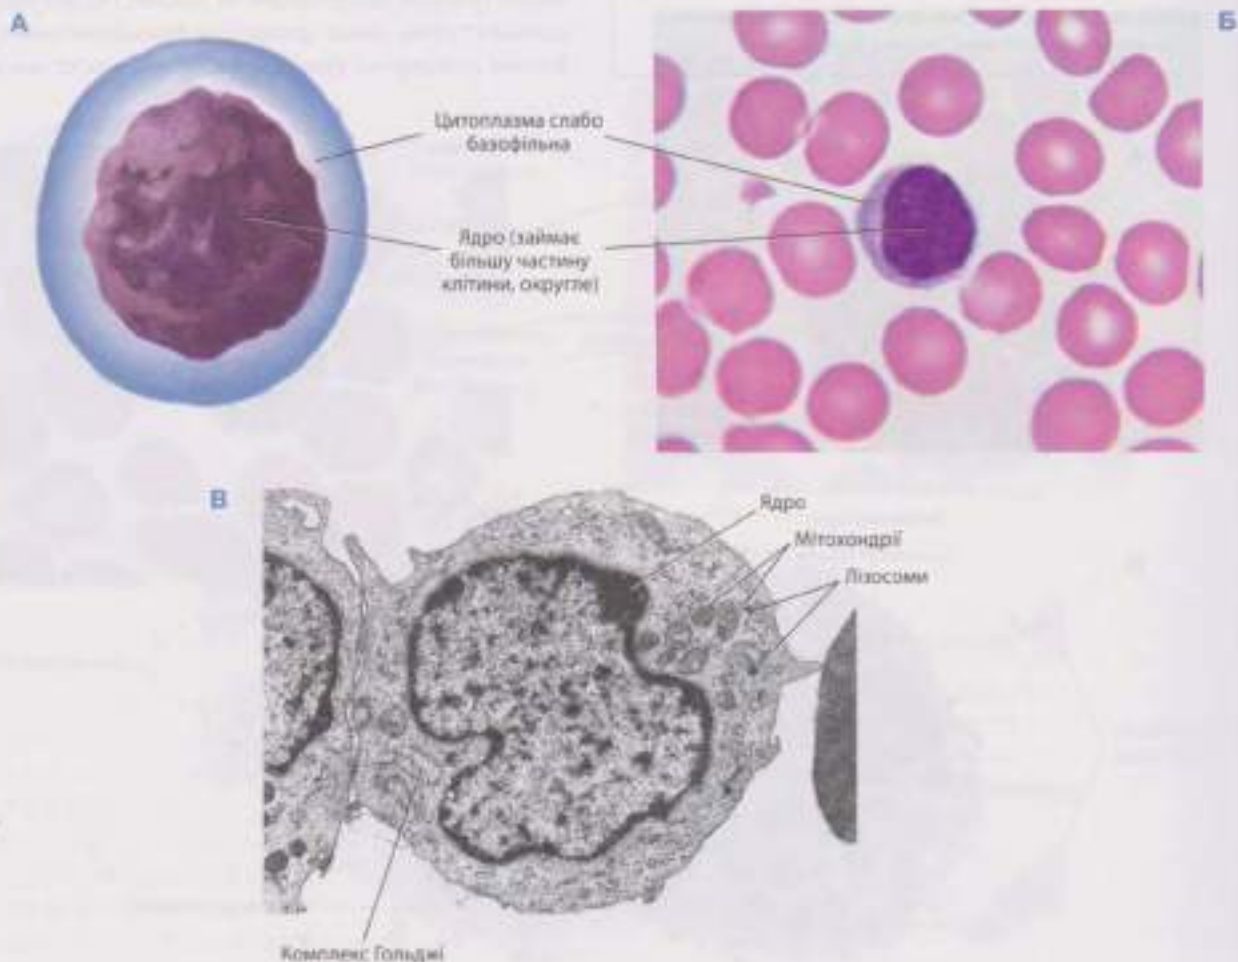 А
Б
Цитоплазма слабо
базофільна
Ядро (займає
більшу частину
клітини, округле)
В
Ядро
Мітохондрії
Лізосоми
Комплекс Гольджі